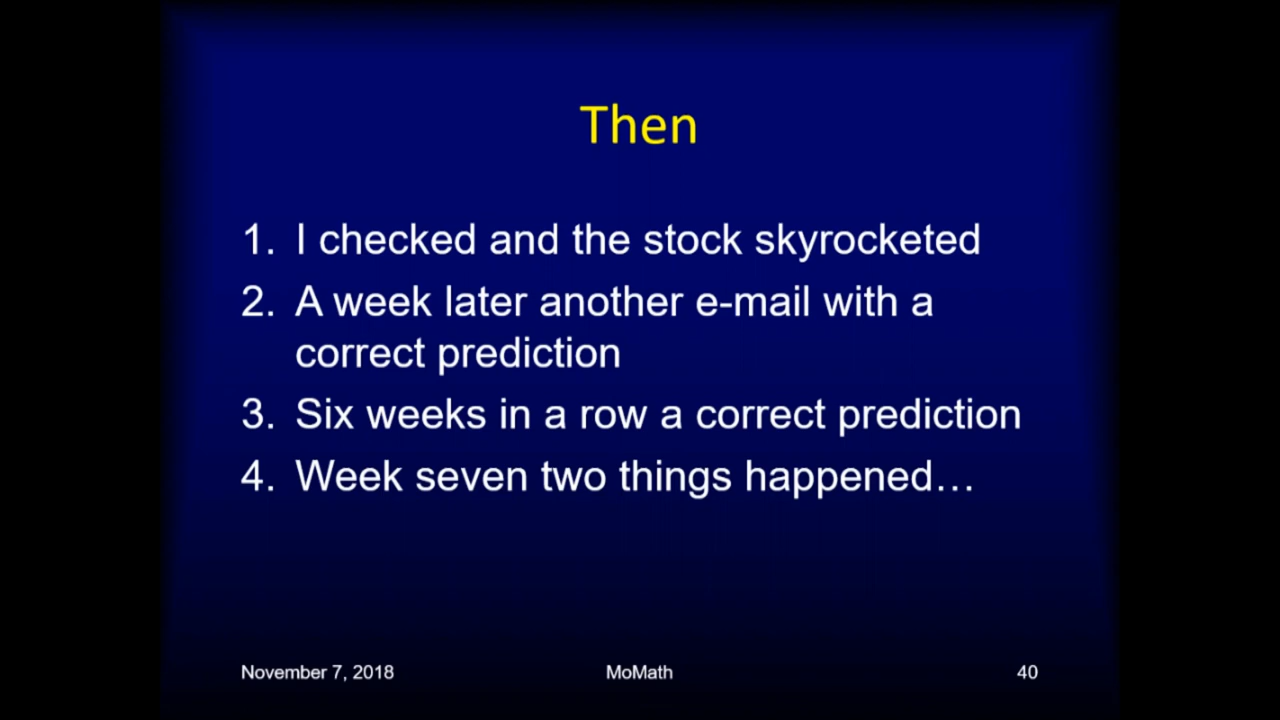 Then
1. I checked and the stock skyrocketed
2. A week later another e-mail with a
correct prediction
3. Six weeks in a row a correct prediction
4. Week seven two things happened…
November 7, 2018
MoMath
40